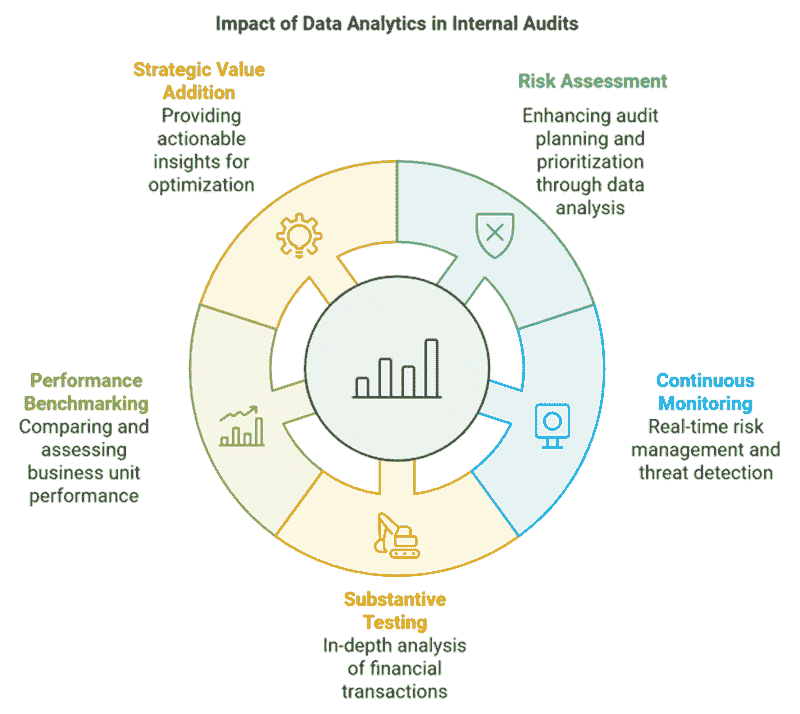 Impact of Data Analytics in Internal Audits
Strategic Value
Addition
Providing
actionable
insights for
optimization
Risk Assessment
Enhancing audit
planning and
prioritization
through data
analysis
Performance
Benchmarking
Comparing and
assessing
business unit
performance
Continuous
Monitoring
Real-time risk
management and
threat detection
Substantive
Testing
In-depth analysis
of financial
transactions